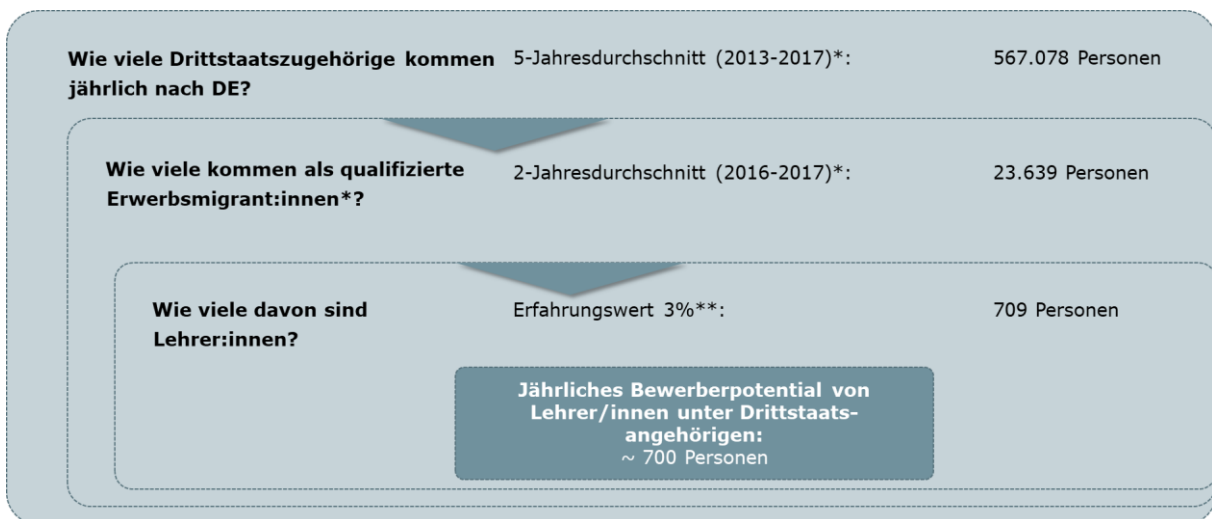 Wie viele Drittstaatszugehörige kommen 5-Jahresdurchschnitt (2013-2017)*: 567.078 Personen
jährlich nach DE?
Wie viele kommen als qualifizierte 2-Jahresdurchschnitt (2016-2017)*: 23.639 Personen
Erwerbsmigrant:innen*?
Wie viele davon sind Erfahrungswert 3%**: 709 Personen
Lehrer:innen?
Jährliches Bewerberpotential von
Lehrer/innen unter Drittstaats-
angehörigen:
~ 700 Personen